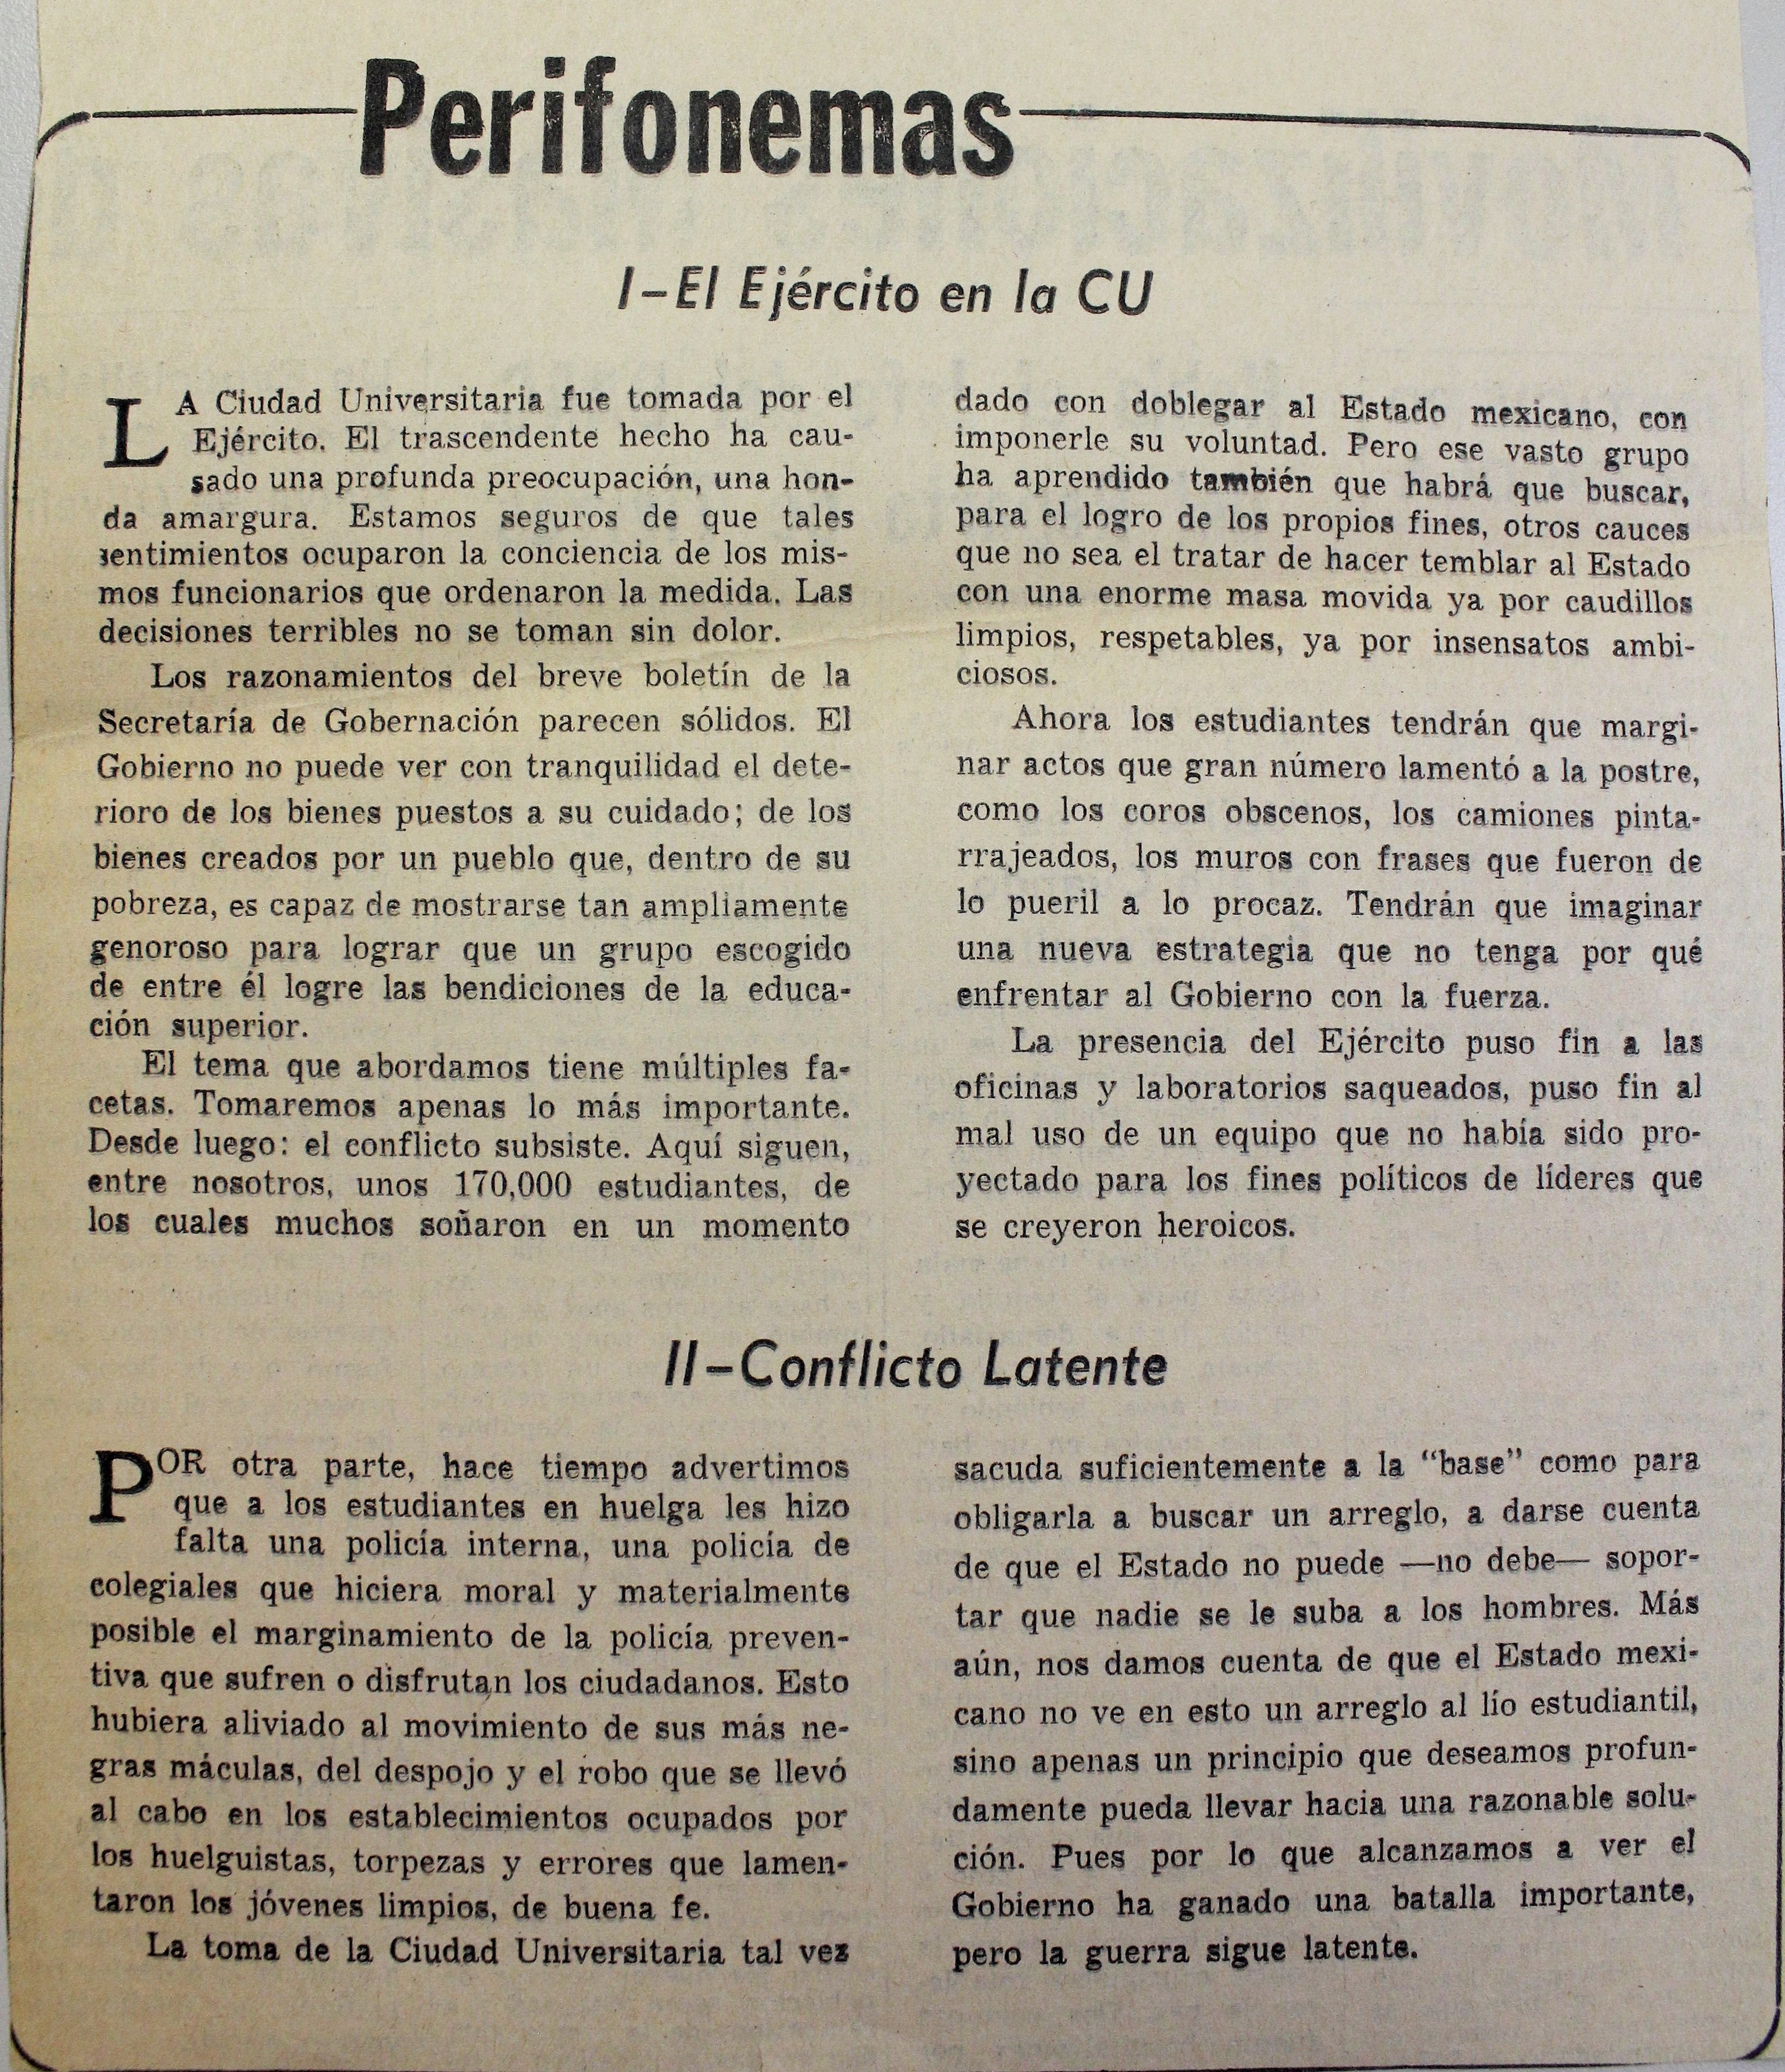 Perifonemas
I-El Ejército en la CU
LA Ciudad Universitaria fue tomada por el
Ejército. El trascendente hecho ha cau-
sado una profunda preocupación, una hon-
da amargura. Estamos seguros de que tales
sentimientos ocuparon la conciencia de los mis-
mos funcionarios que ordenaron la medida. Las
decisiones terribles no se toman sin dolor.
Los razonamientos del breve boletín de la
Secretaría de Gobernación parecen sólidos. El
Gobierno no puede ver con tranquilidad el dete-
rioro de los bienes puestos a su cuidado; de los
bienes creados por un pueblo que, dentro de su
pobreza, es capaz de mostrarse tan ampliamente
genoroso para lograr que un grupo escogido
de entre él logre las bendiciones de la educa-
ción superior.
El tema que abordamos tiene múltiples fa-
cetas. Tomaremos apenas lo más importante.
Desde luego: el conflicto subsiste. Aquí siguen,
entre nosotros, unos 170,000 estudiantes, de
los cuales muchos soñaron en un momento
dado con doblegar al Estado mexicano, con
imponerle su voluntad. Pero ese vasto grupo
ha aprendido también que habrá que buscar,
para el logro de los propios fines, otros cauces
que no sea el tratar de hacer temblar al Estado
con una enorme masa movida ya por caudillos
limpios, respetables, ya por insensatos ambi-
ciosos.
Ahora los estudiantes tendrán que margi-
nar actos que gran número lamentó a la postre,
como los coros obscenos, los camiones pinta-
rrajeados, los muros con frases que fueron de
lo pueril a lo procaz. Tendrán que imaginar
una nueva estrategia que no tenga por qué
enfrentar al Gobierno con la fuerza.
La presencia del Ejército puso fin a las
oficinas y laboratorios saqueados, puso fin al
mal uso de un equipo que no había sido pro-
yectado para los fines políticos de líderes que
se creyeron heroicos.
II-Conflicto Latente
POR otra parte, hace tiempo advertimos
que a los estudiantes en huelga les hizo
falta una policía interna, una policía de
colegiales que hiciera moral y materialmente
posible el marginamiento de la policía preven-
tiva que sufren o disfrutan los ciudadanos. Esto
hubiera aliviado al movimiento de sus más ne-
gras máculas, del despojo y el robo que se llevó
al cabo en los establecimientos ocupados por
los huelguistas, torpezas y errores que lamen-
taron los jóvenes limpios, de buena fe.
La toma de la Ciudad Universitaria tal vez
sacuda suficientemente a la “base” como para
obligarla a buscar un arreglo, a darse cuenta
de que el Estado no puede —no debe— sopor-
tar que nadie se le suba a los hombres. Más
aún, nos damos cuenta de que el Estado mexi-
cano no ve en esto un arreglo al lío estudiantil,
sino apenas un principio que deseamos profun-
damente pueda llevar hacia una razonable solu-
ción. Pues por lo que alcanzamos a ver el
Gobierno ha ganado una batalla importante,
pero la guerra sigue latente.